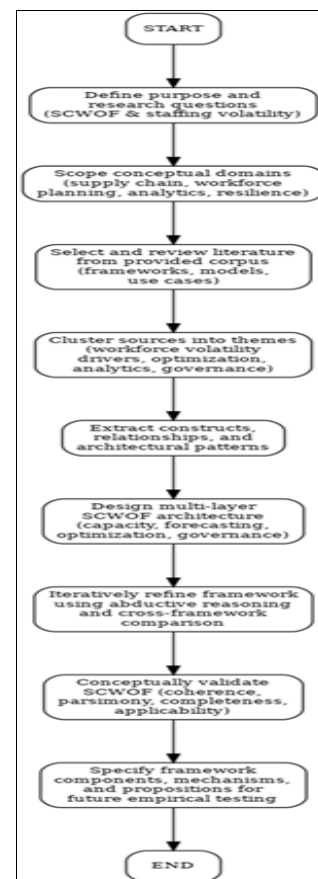 START
Define purpose and
research questions
(SCWOF & staffing volatility)
Scope conceptual domains
(supply chain, workforce
planning, analytics, resilience)
Select and review literature
from provided corpus
(frameworks, models,
use cases)
Cluster sources into themes
(workforce volatility
drivers, optimization,
analytics, governance)
Extract constructs,
relationships, and
architectural patterns
Design multi-layer
SCWOF architecture
(capacity, forecasting,
optimization, governance)
Iteratively refine framework
using abductive reasoning
and cross-framework
comparison
Conceptually validate
SCWOF (coherence,
parsimony, completeness,
applicability)
Specify framework
components, mechanisms,
and propositions for
future empirical testing
END